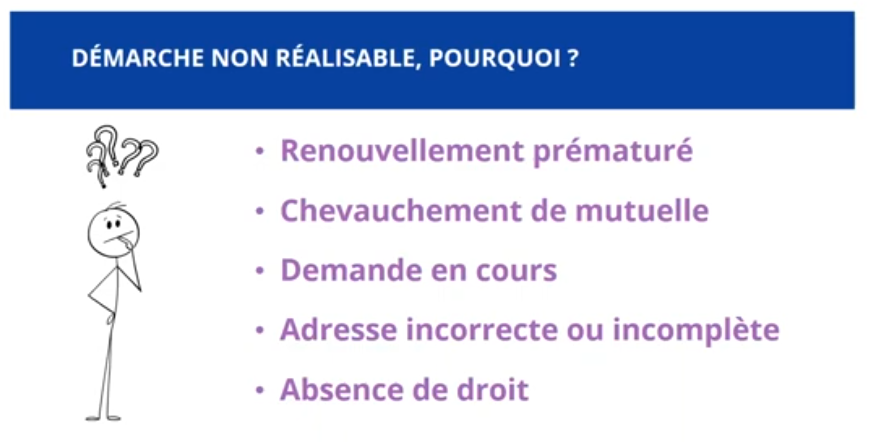 DÉMARCHE NON RÉALISABLE, POURQUOI ?
• Renouvellement prématuré
• Chevauchement de mutuelle
• Demande en cours
• Adresse incorrecte ou incomplète
• Absence de droit